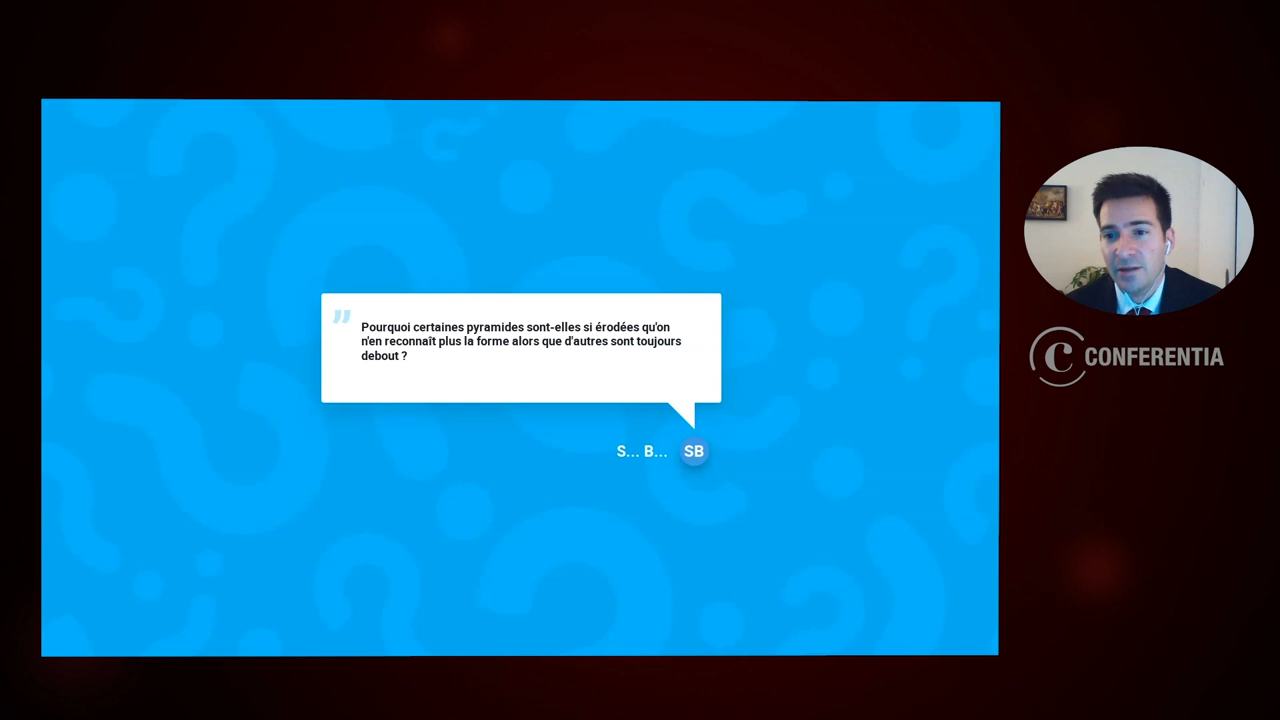 Pourquoi certaines pyramides sont-elles si érodées qu'on
n'en reconnaît plus la forme alors que d'autres sont toujours
debout ?
S... B... SB
C CONFERENTIA